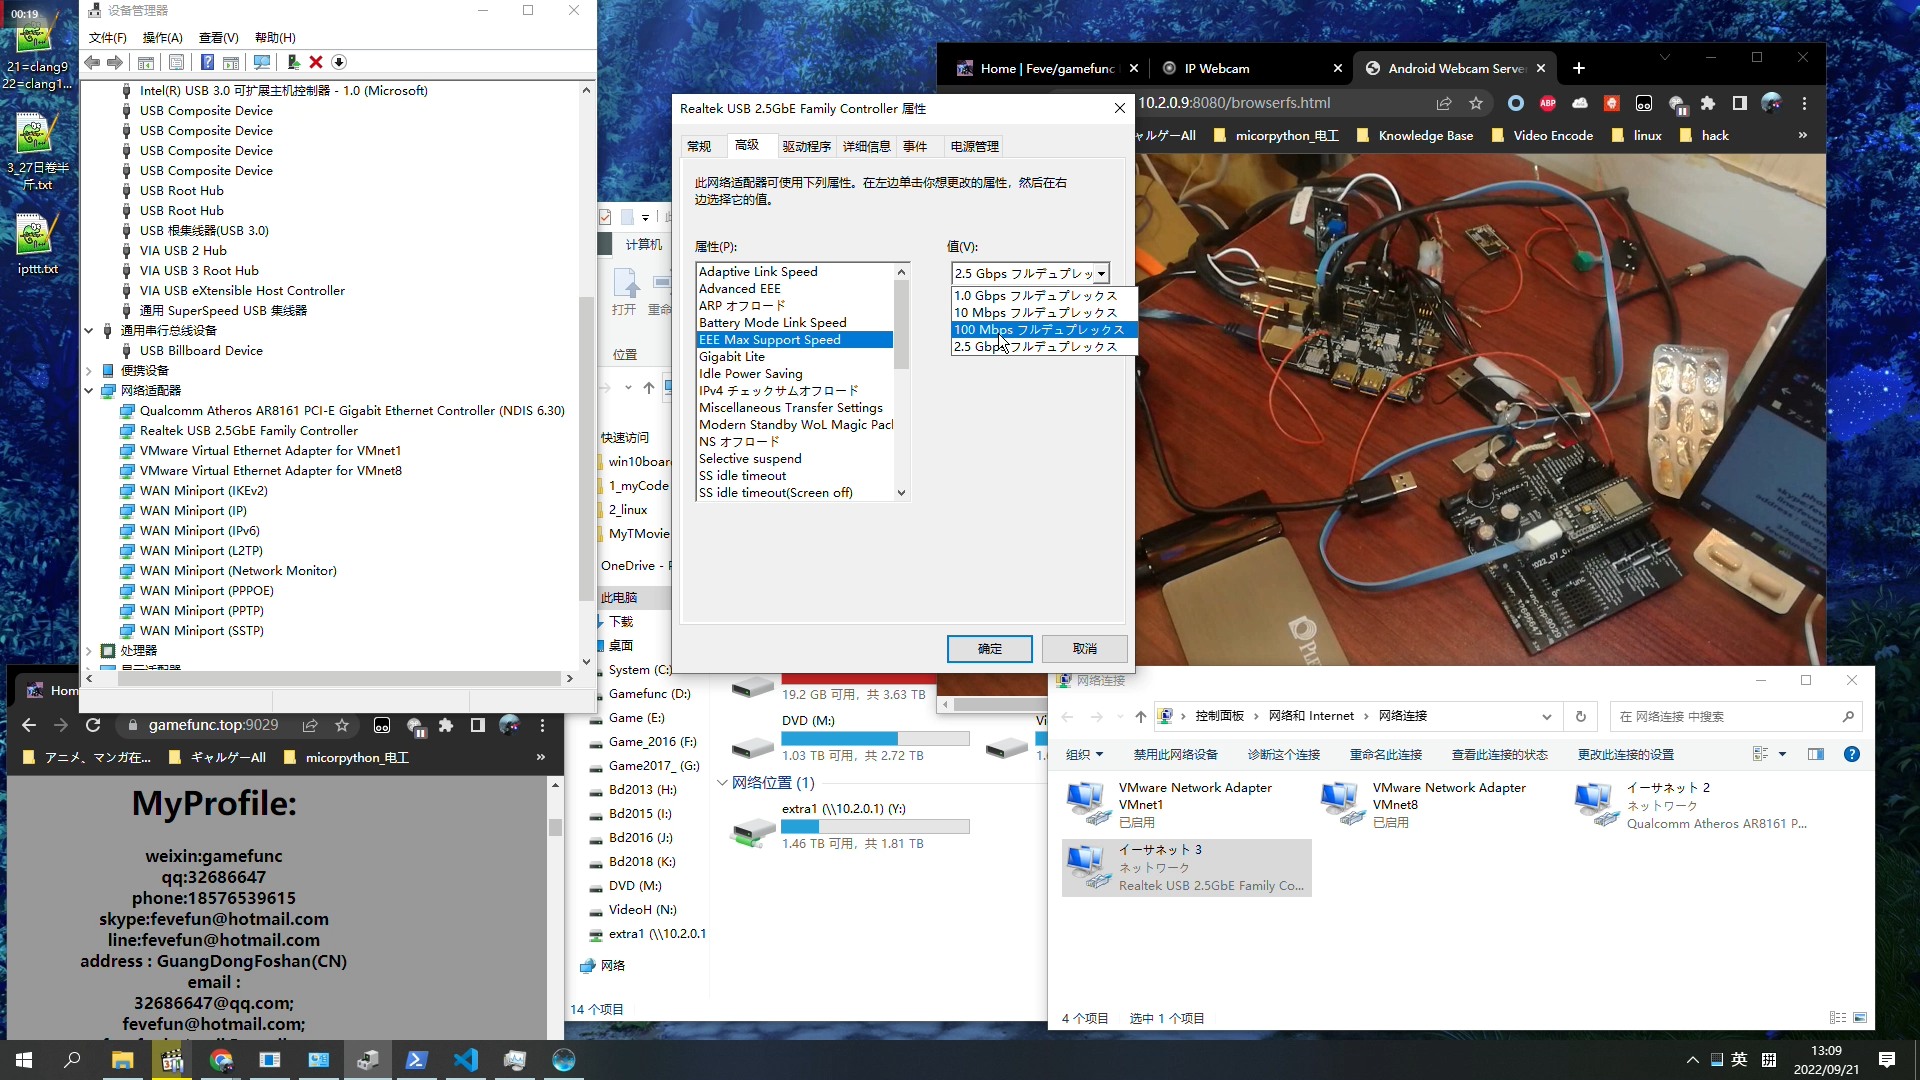 00:19
21=clang9
22=clang1...
3_27日卷半斤.txt
ipttt.txt
设备管理器
文件(F) 操作(A) 查看(V) 帮助(H)
Intel(R) USB 3.0 可扩展主机控制器 - 1.0 (Microsoft)
USB Composite Device
USB Composite Device
USB Composite Device
USB Composite Device
USB Root Hub
USB Root Hub
USB 根集线器(USB 3.0)
VIA USB 2 Hub
VIA USB 3 Root Hub
VIA USB eXtensible Host Controller
通用 SuperSpeed USB 集线器
通用串行总线设备
USB Billboard Device
便携设备
网络适配器
Qualcomm Atheros AR8161 PCI-E Gigabit Ethernet Controller (NDIS 6.30)
Realtek USB 2.5GbE Family Controller
VMware Virtual Ethernet Adapter for VMnet1
VMware Virtual Ethernet Adapter for VMnet8
WAN Miniport (IKEv2)
WAN Miniport (IP)
WAN Miniport (IPv6)
WAN Miniport (L2TP)
WAN Miniport (Network Monitor)
WAN Miniport (PPPOE)
WAN Miniport (PPTP)
WAN Miniport (SSTP)
处理器
显示适配器
Realtek USB 2.5GbE Family Controller 属性
常规 高级 驱动程序 详细信息 事件 电源管理
此网络适配器可使用下列属性。在左边单击你想更改的属性，然后在右
边选择它的值。
属性(P): 值(V):
Adaptive Link Speed
Advanced EEE
ARP オフロード
Battery Mode Link Speed
EEE Max Support Speed
Gigabit Lite
Idle Power Saving
IPv4 チェックサムオフロード
Miscellaneous Transfer Settings
Modern Standby WoL Magic Pacl
NS オフロード
Selective suspend
SS idle timeout
SS idle timeout(Screen off)
2.5 Gbps フルデュプレッ
1.0 Gbps フルデュプレックス
10 Mbps フルデュプレックス
100 Mbps フルデュプレックス
2.5 Gbps フルデュプレックス
确定 取消
计算机
打开 重命
位置
快速访问
win10board
1_myCode
2_linux
MyTMovie
OneDrive - P
此电脑
下载
桌面
System (C:)
Gamefunc (D:)
Game (E:)
Game_2016 (F:)
Game2017_ (G:)
Bd2013 (H:)
Bd2015 (I:)
Bd2016 (J:)
Bd2018 (K:)
DVD (M:)
VideoH (N:)
extra1 (\\10.2.0.1
网络
14 个项目
19.2 GB 可用，共 3.63 TB
DVD (M:)
1.03 TB 可用，共 2.72 TB
Vi
网络位置 (1)
extra1 (\\10.2.0.1) (Y:)
1.46 TB 可用，共 1.81 TB
Home | Feve/gamefunc IP Webcam Android Webcam Server
10.2.0.9:8080/browserfs.html
ャルゲーAll micorpython_电工 Knowledge Base Video Encode linux hack »
ABP
gamefunc.top:9029
32686647
Hom
gamefunc.top:9029
アニメ、マンガ在... ギャルゲーAll micorpython_电工 »
MyProfile:
weixin:gamefunc
qq:32686647
phone:18576539615
skype:fevefun@hotmail.com
line:fevefun@hotmail.com
address : GuangDongFoshan(CN)
email :
32686647@qq.com;
fevefun@hotmail.com;
网络连接
控制面板 › 网络和 Internet › 网络连接
在 网络连接 中搜索
组织 禁用此网络设备 诊断这个连接 重命名此连接 查看此连接的状态 更改此连接的设置
VMware Network Adapter
VMnet1
已启用
VMware Network Adapter
VMnet8
已启用
イーサネット 2
ネットワーク
Qualcomm Atheros AR8161 P...
イーサネット 3
ネットワーク
Realtek USB 2.5GbE Family Co...
4 个项目 选中 1 个项目
英
13:09
2022/09/21